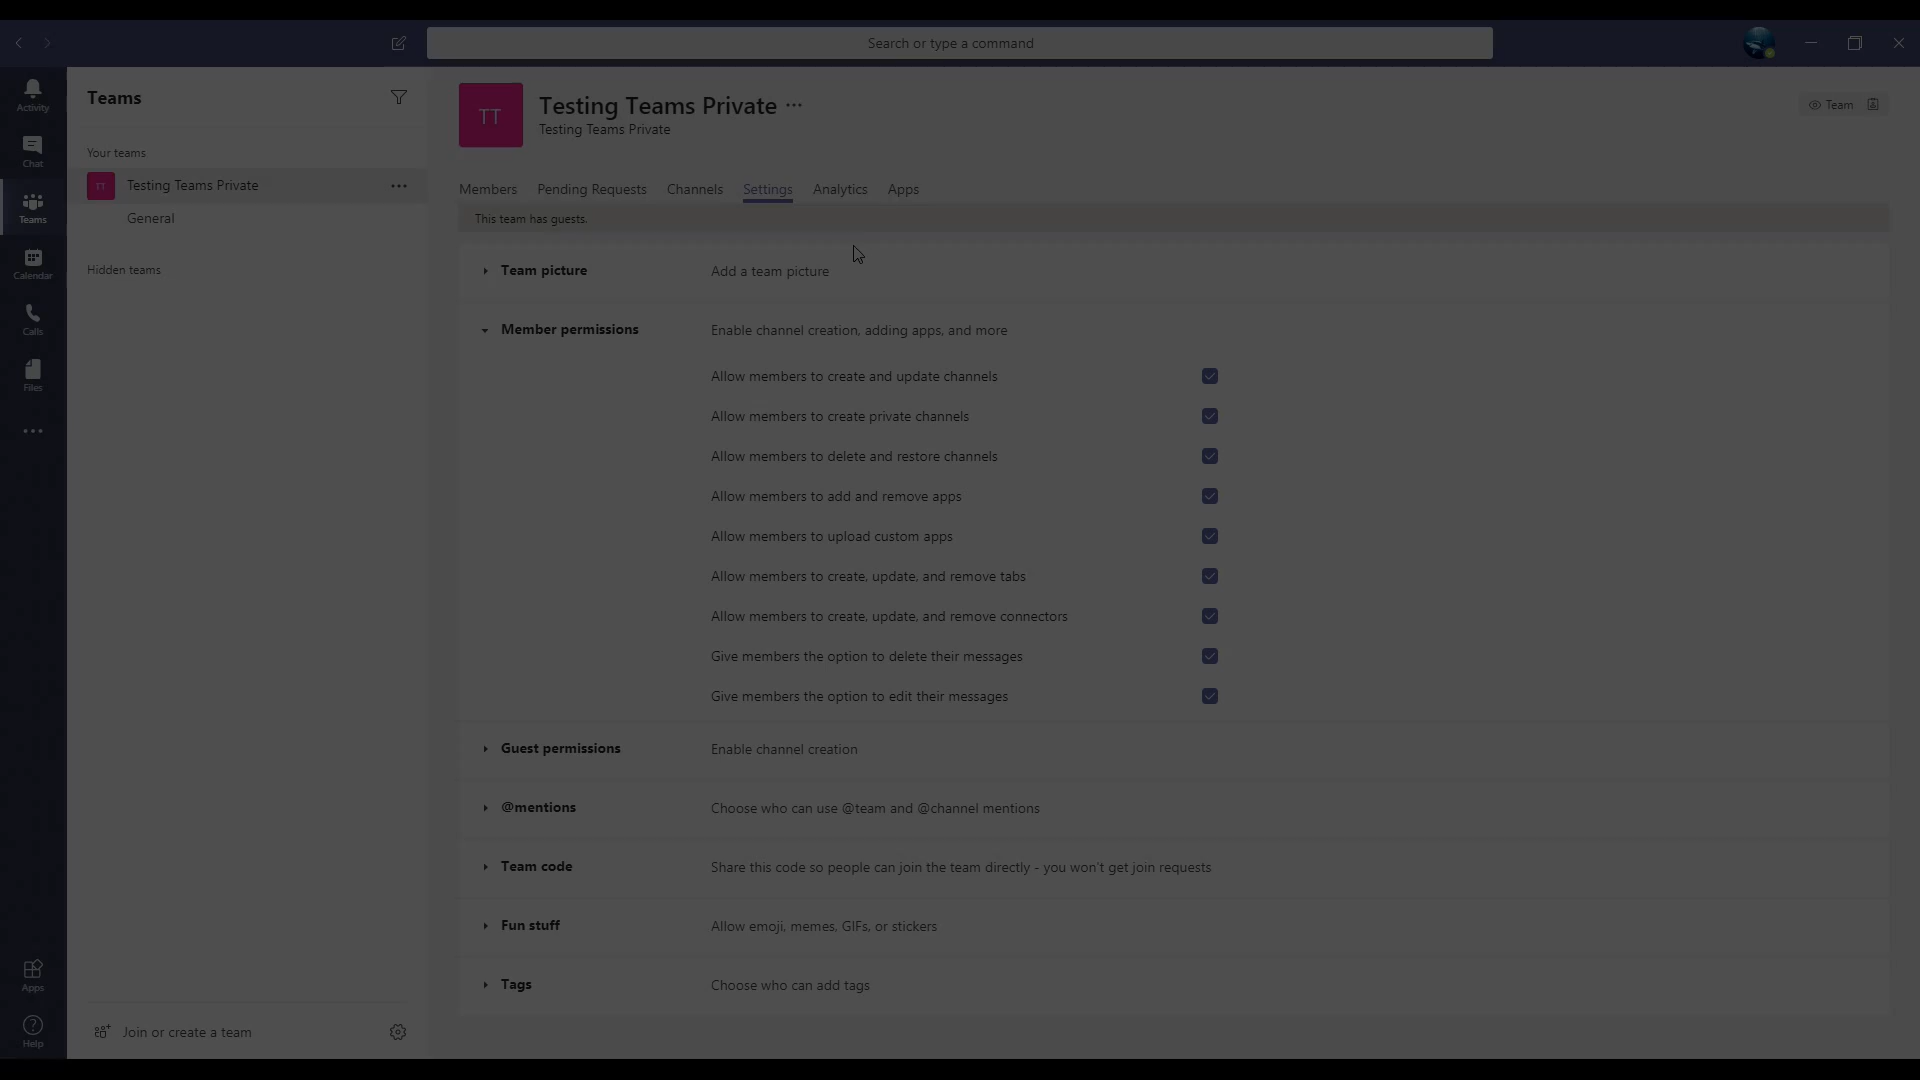 Search or type a command
Activity
Chat
Teams
Calendar
Calls
Files
Apps
Help
Teams
Your teams
TT
Testing Teams Private
General
Hidden teams
Join or create a team
TT
Testing Teams Private
Testing Teams Private
Team
Members Pending Requests Channels Settings Analytics Apps
This team has guests.
Team picture Add a team picture
Member permissions Enable channel creation, adding apps, and more
Allow members to create and update channels
Allow members to create private channels
Allow members to delete and restore channels
Allow members to add and remove apps
Allow members to upload custom apps
Allow members to create, update, and remove tabs
Allow members to create, update, and remove connectors
Give members the option to delete their messages
Give members the option to edit their messages
Guest permissions Enable channel creation
@mentions Choose who can use @team and @channel mentions
Team code Share this code so people can join the team directly - you won't get join requests
Fun stuff Allow emoji, memes, GIFs, or stickers
Tags Choose who can add tags